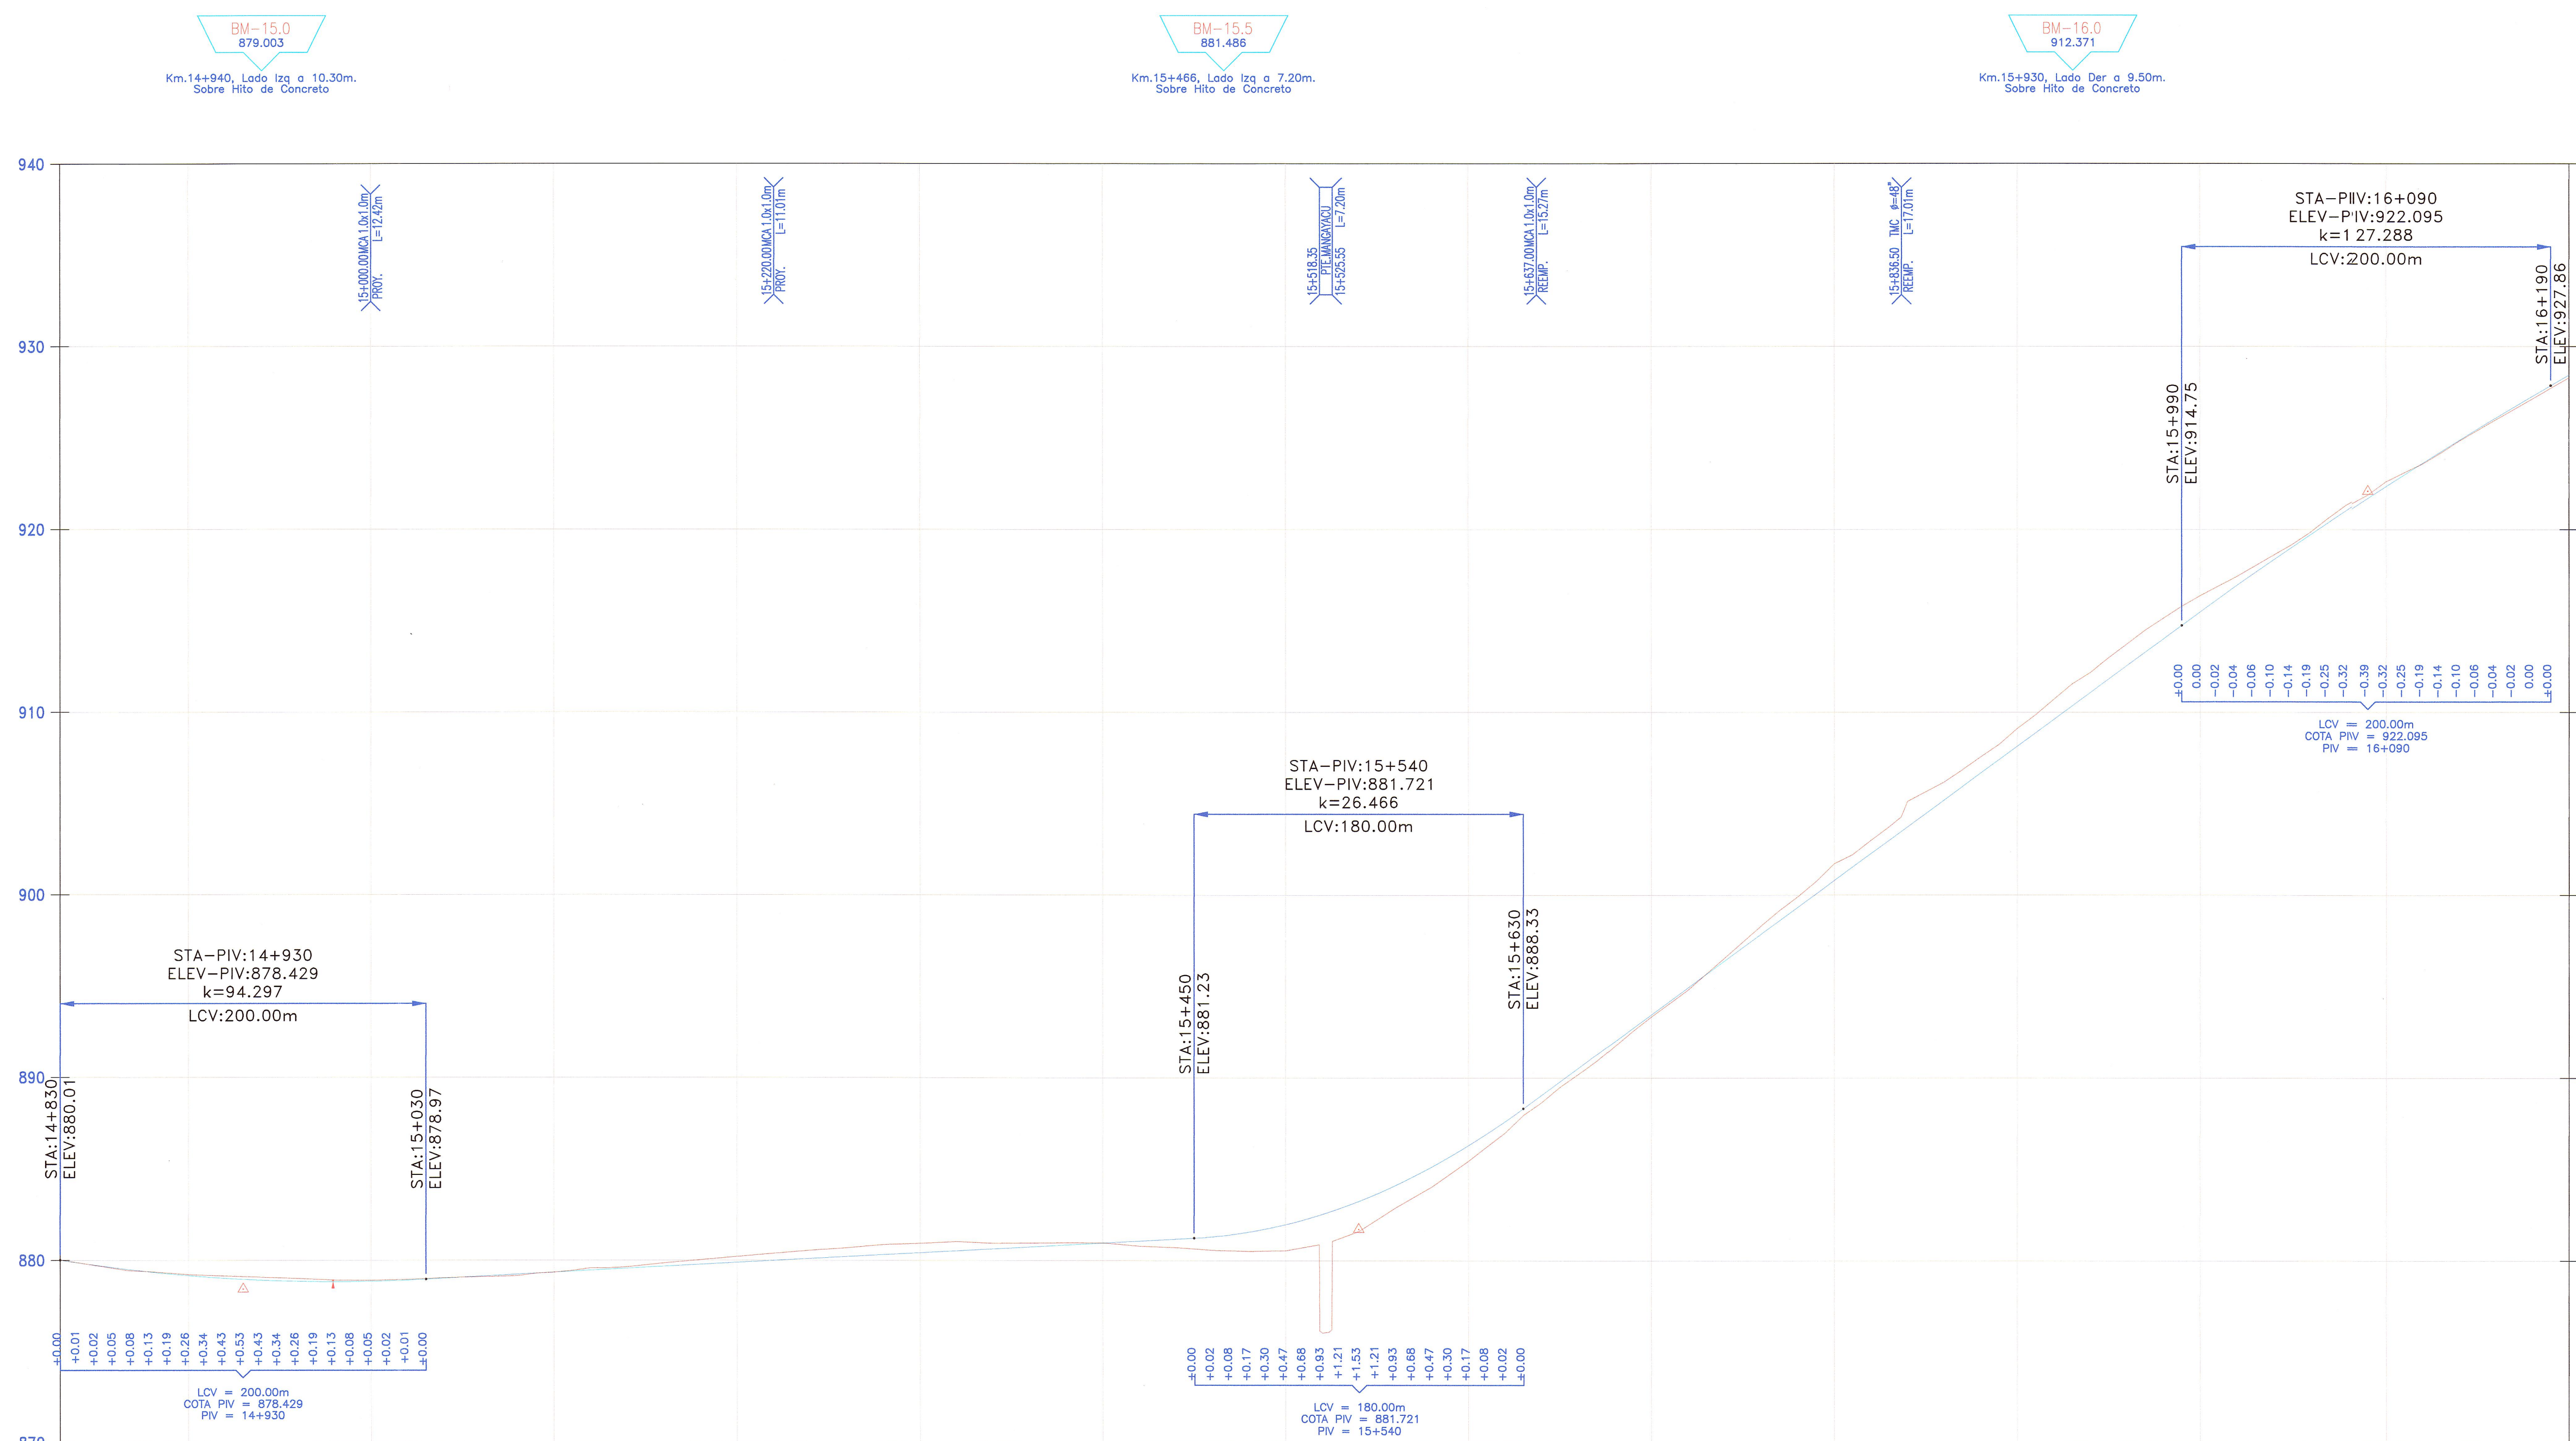 BM-15.0
879.003
Km.14+940, Lado Izq a 10.30m.
Sobre Hito de Concreto
BM-15.5
881.486
Km.15+466, Lado Izq a 7.20m.
Sobre Hito de Concreto
BM-16.0
912.371
Km.15+930, Lado Der a 9.50m.
Sobre Hito de Concreto
940
930
920
910
900
890
880
15+000.00 MCA 1.0x1.0m
PROY. L=12.42m
15+220.00 MCA 1.0x1.0m
PROY. L=11.01m
15+518.35
PTE.MANGAYACU
15+525.55 L=7.20m
15+637.00 MCA 1.0x1.0m
REEMP. L=15.27m
15+836.50 TMC ø=48"
REEMP. L=17.01m
STA-PIIV:16+090
ELEV-PIV:922.095
k=127.288
LCV:200.00m
STA:15+990
ELEV:914.75
STA:16+190
ELEV:927.86
+0.00
0.00
-0.02
-0.04
-0.06
-0.10
-0.14
-0.19
-0.25
-0.32
-0.39
-0.32
-0.25
-0.19
-0.14
-0.10
-0.06
-0.04
-0.02
0.00
+0.00
LCV = 200.00m
COTA PIIV = 922.095
PIV = 16+090
STA-PIV:15+540
ELEV-PIV:881.721
k=26.466
LCV:180.00m
STA:15+450
ELEV:881.23
STA:15+630
ELEV:888.33
+0.00
+0.02
+0.08
+0.17
+0.30
+0.47
+0.68
+0.93
+1.21
+1.53
+1.21
+0.93
+0.68
+0.47
+0.30
+0.17
+0.08
+0.02
+0.00
LCV = 180.00m
COTA PIV = 881.721
PIV = 15+540
STA-PIV:14+930
ELEV-PIV:878.429
k=94.297
LCV:200.00m
STA:14+830
ELEV:880.01
STA:15+030
ELEV:878.97
+0.00
+0.01
+0.02
+0.05
+0.08
+0.13
+0.19
+0.26
+0.34
+0.43
+0.53
+0.43
+0.34
+0.26
+0.19
+0.13
+0.08
+0.05
+0.02
+0.01
+0.00
LCV = 200.00m
COTA PIV = 878.429
PIV = 14+930